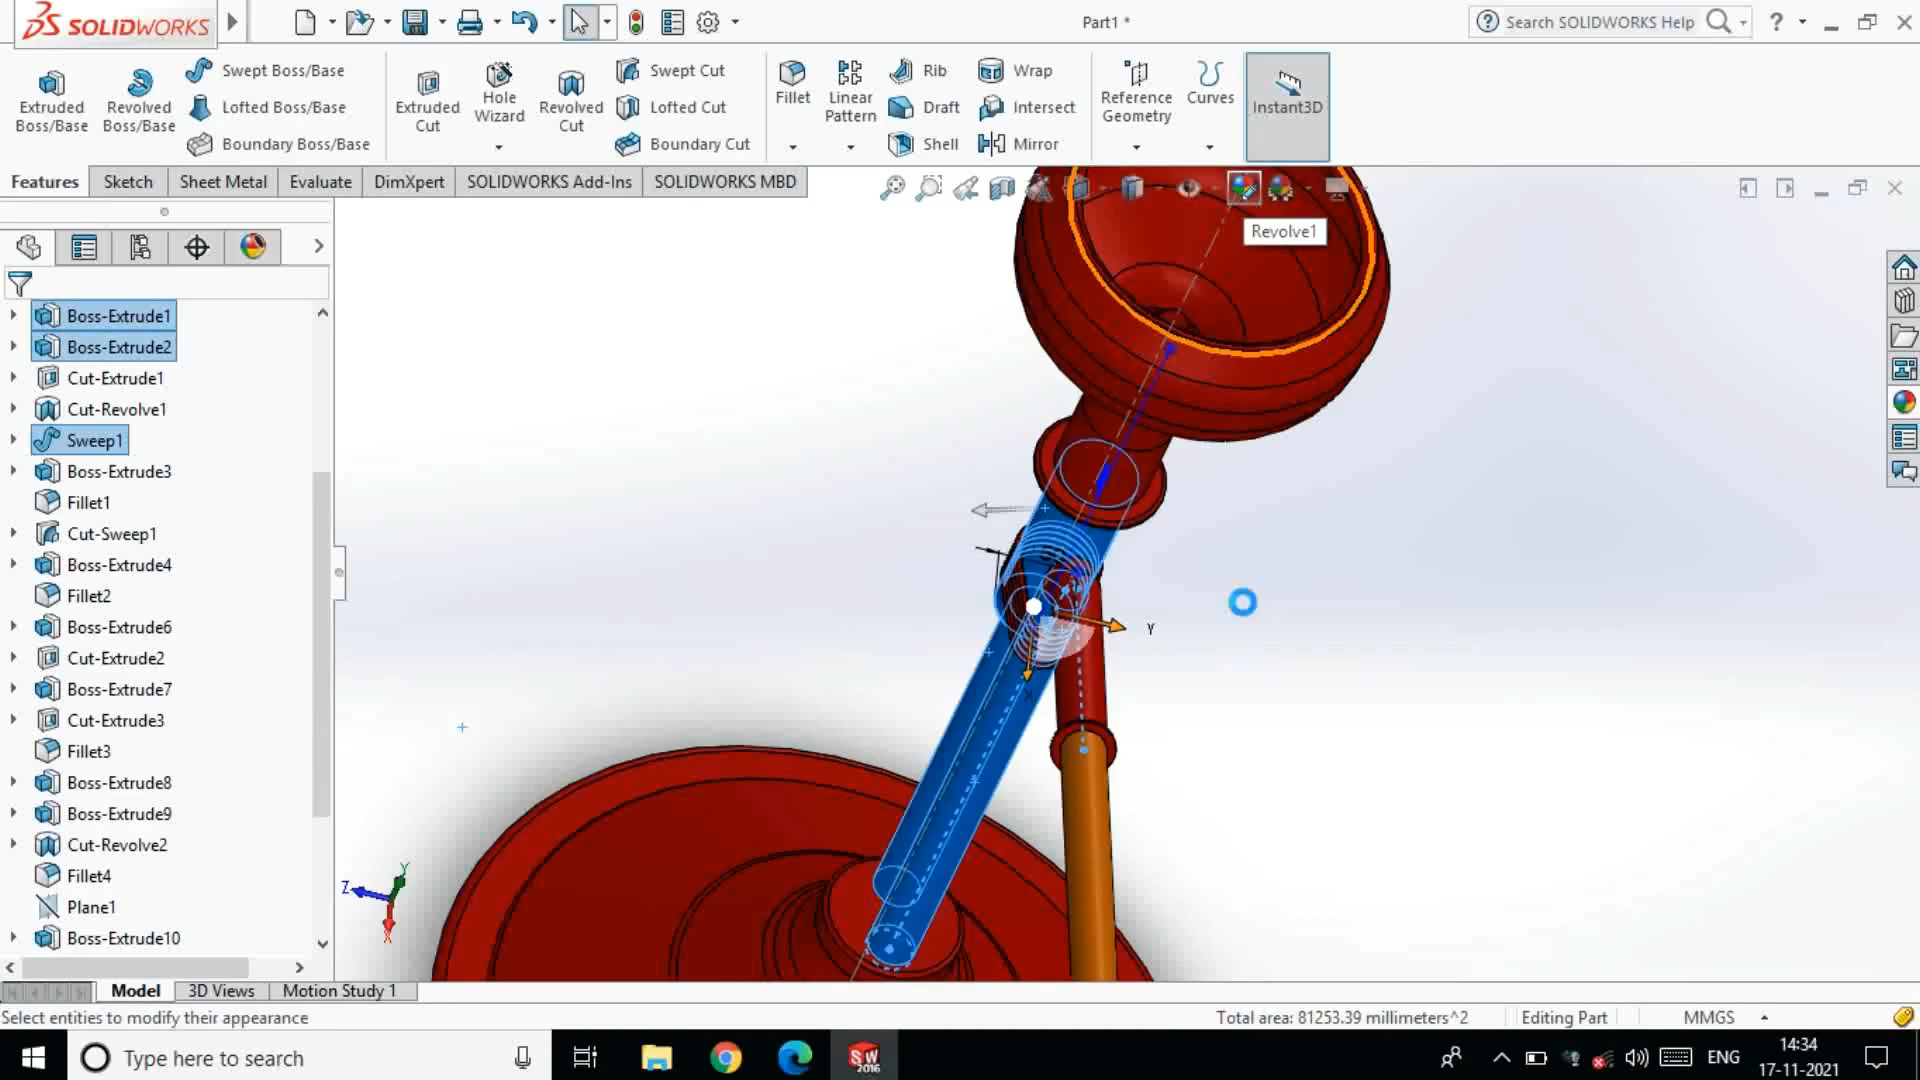 SOLIDWORKS
Part1 *
Search SOLIDWORKS Help
?
Extruded Boss/Base
Revolved Boss/Base
Swept Boss/Base
Lofted Boss/Base
Boundary Boss/Base
Extruded Cut
Hole Wizard
Revolved Cut
Swept Cut
Lofted Cut
Boundary Cut
Fillet
Linear Pattern
Rib
Draft
Shell
Wrap
Intersect
Mirror
Reference Geometry
Curves
Instant3D
Features
Sketch
Sheet Metal
Evaluate
DimXpert
SOLIDWORKS Add-Ins
SOLIDWORKS MBD
Revolve1
Boss-Extrude1
Boss-Extrude2
Cut-Extrude1
Cut-Revolve1
Sweep1
Boss-Extrude3
Fillet1
Cut-Sweep1
Boss-Extrude4
Fillet2
Boss-Extrude6
Cut-Extrude2
Boss-Extrude7
Cut-Extrude3
Fillet3
Boss-Extrude8
Boss-Extrude9
Cut-Revolve2
Fillet4
Plane1
Boss-Extrude10
Y
X
Y
Z
X
Model
3D Views
Motion Study 1
Select entities to modify their appearance
Total area: 81253.39 millimeters^2
Editing Part
MMGS
Type here to search
SW
2016
ENG
14:34
17-11-2021